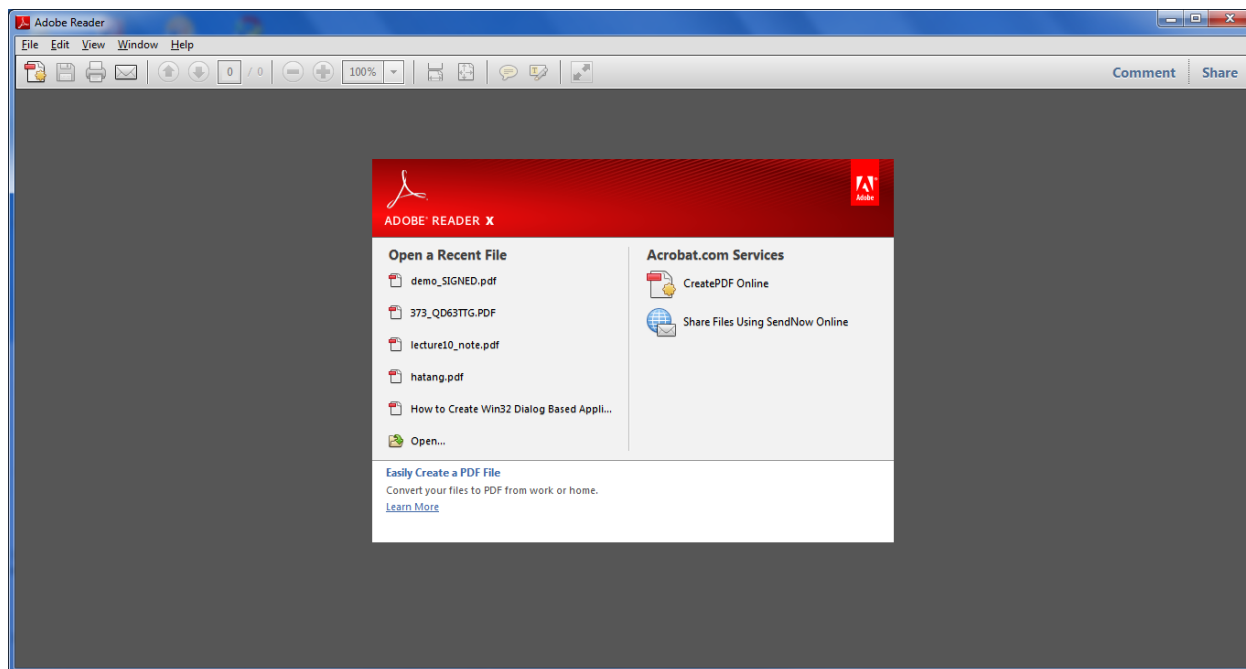 Adobe Reader
File Edit View Window Help
0 / 0 100% Comment Share
Adobe
ADOBE® READER X
Open a Recent File
demo_SIGNED.pdf
373_QD63TTG.PDF
lecture10_note.pdf
hatang.pdf
How to Create Win32 Dialog Based Appli...
Open...
Acrobat.com Services
CreatePDF Online
Share Files Using SendNow Online
Easily Create a PDF File
Convert your files to PDF from work or home.
Learn More